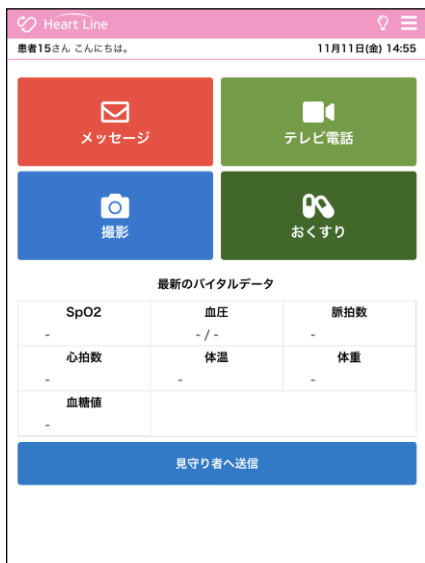 Heart Line
患者15さん こんにちは。 11月11日(金) 14:55
メッセージ テレビ電話
撮影 おくすり
最新のバイタルデータ
SpO2 血圧 脈拍数
- - / - -
心拍数 体温 体重
- - -
血糖値
-
見守り者へ送信